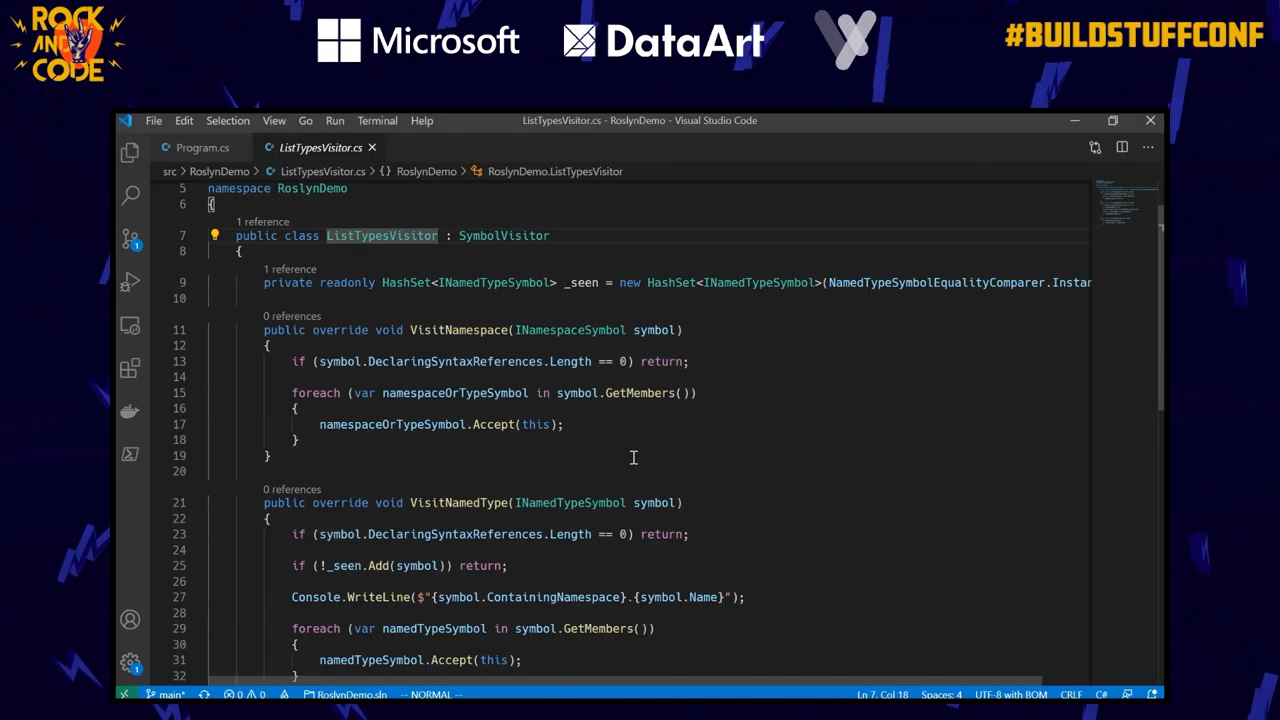 ROCK
AND
CODE
Microsoft
DataArt
#BUILDSTUFFCONF
File Edit Selection View Go Run Terminal Help
ListTypesVisitor.cs - RoslynDemo - Visual Studio Code
Program.cs
ListTypesVisitor.cs
src > RoslynDemo > ListTypesVisitor.cs > {} RoslynDemo > RoslynDemo.ListTypesVisitor
5 namespace RoslynDemo
6 {
1 reference
7 public class ListTypesVisitor : SymbolVisitor
8 {
1 reference
9 private readonly HashSet<INamedTypeSymbol> _seen = new HashSet<INamedTypeSymbol>(NamedTypeSymbolEqualityComparer.Instan
10
0 references
11 public override void VisitNamespace(INamespaceSymbol symbol)
12 {
13 if (symbol.DeclaringSyntaxReferences.Length == 0) return;
14
15 foreach (var namespaceOrTypeSymbol in symbol.GetMembers())
16 {
17 namespaceOrTypeSymbol.Accept(this);
18 }
19 }
20
0 references
21 public override void VisitNamedType(INamedTypeSymbol symbol)
22 {
23 if (symbol.DeclaringSyntaxReferences.Length == 0) return;
24
25 if (!_seen.Add(symbol)) return;
26
27 Console.WriteLine($"{symbol.ContainingNamespace}.{symbol.Name}");
28
29 foreach (var namedTypeSymbol in symbol.GetMembers())
30 {
31 namedTypeSymbol.Accept(this);
32 }
1
1
main* 0 0 RoslynDemo.sln -- NORMAL -- Ln 7, Col 18 Spaces: 4 UTF-8 with BOM CRLF C#